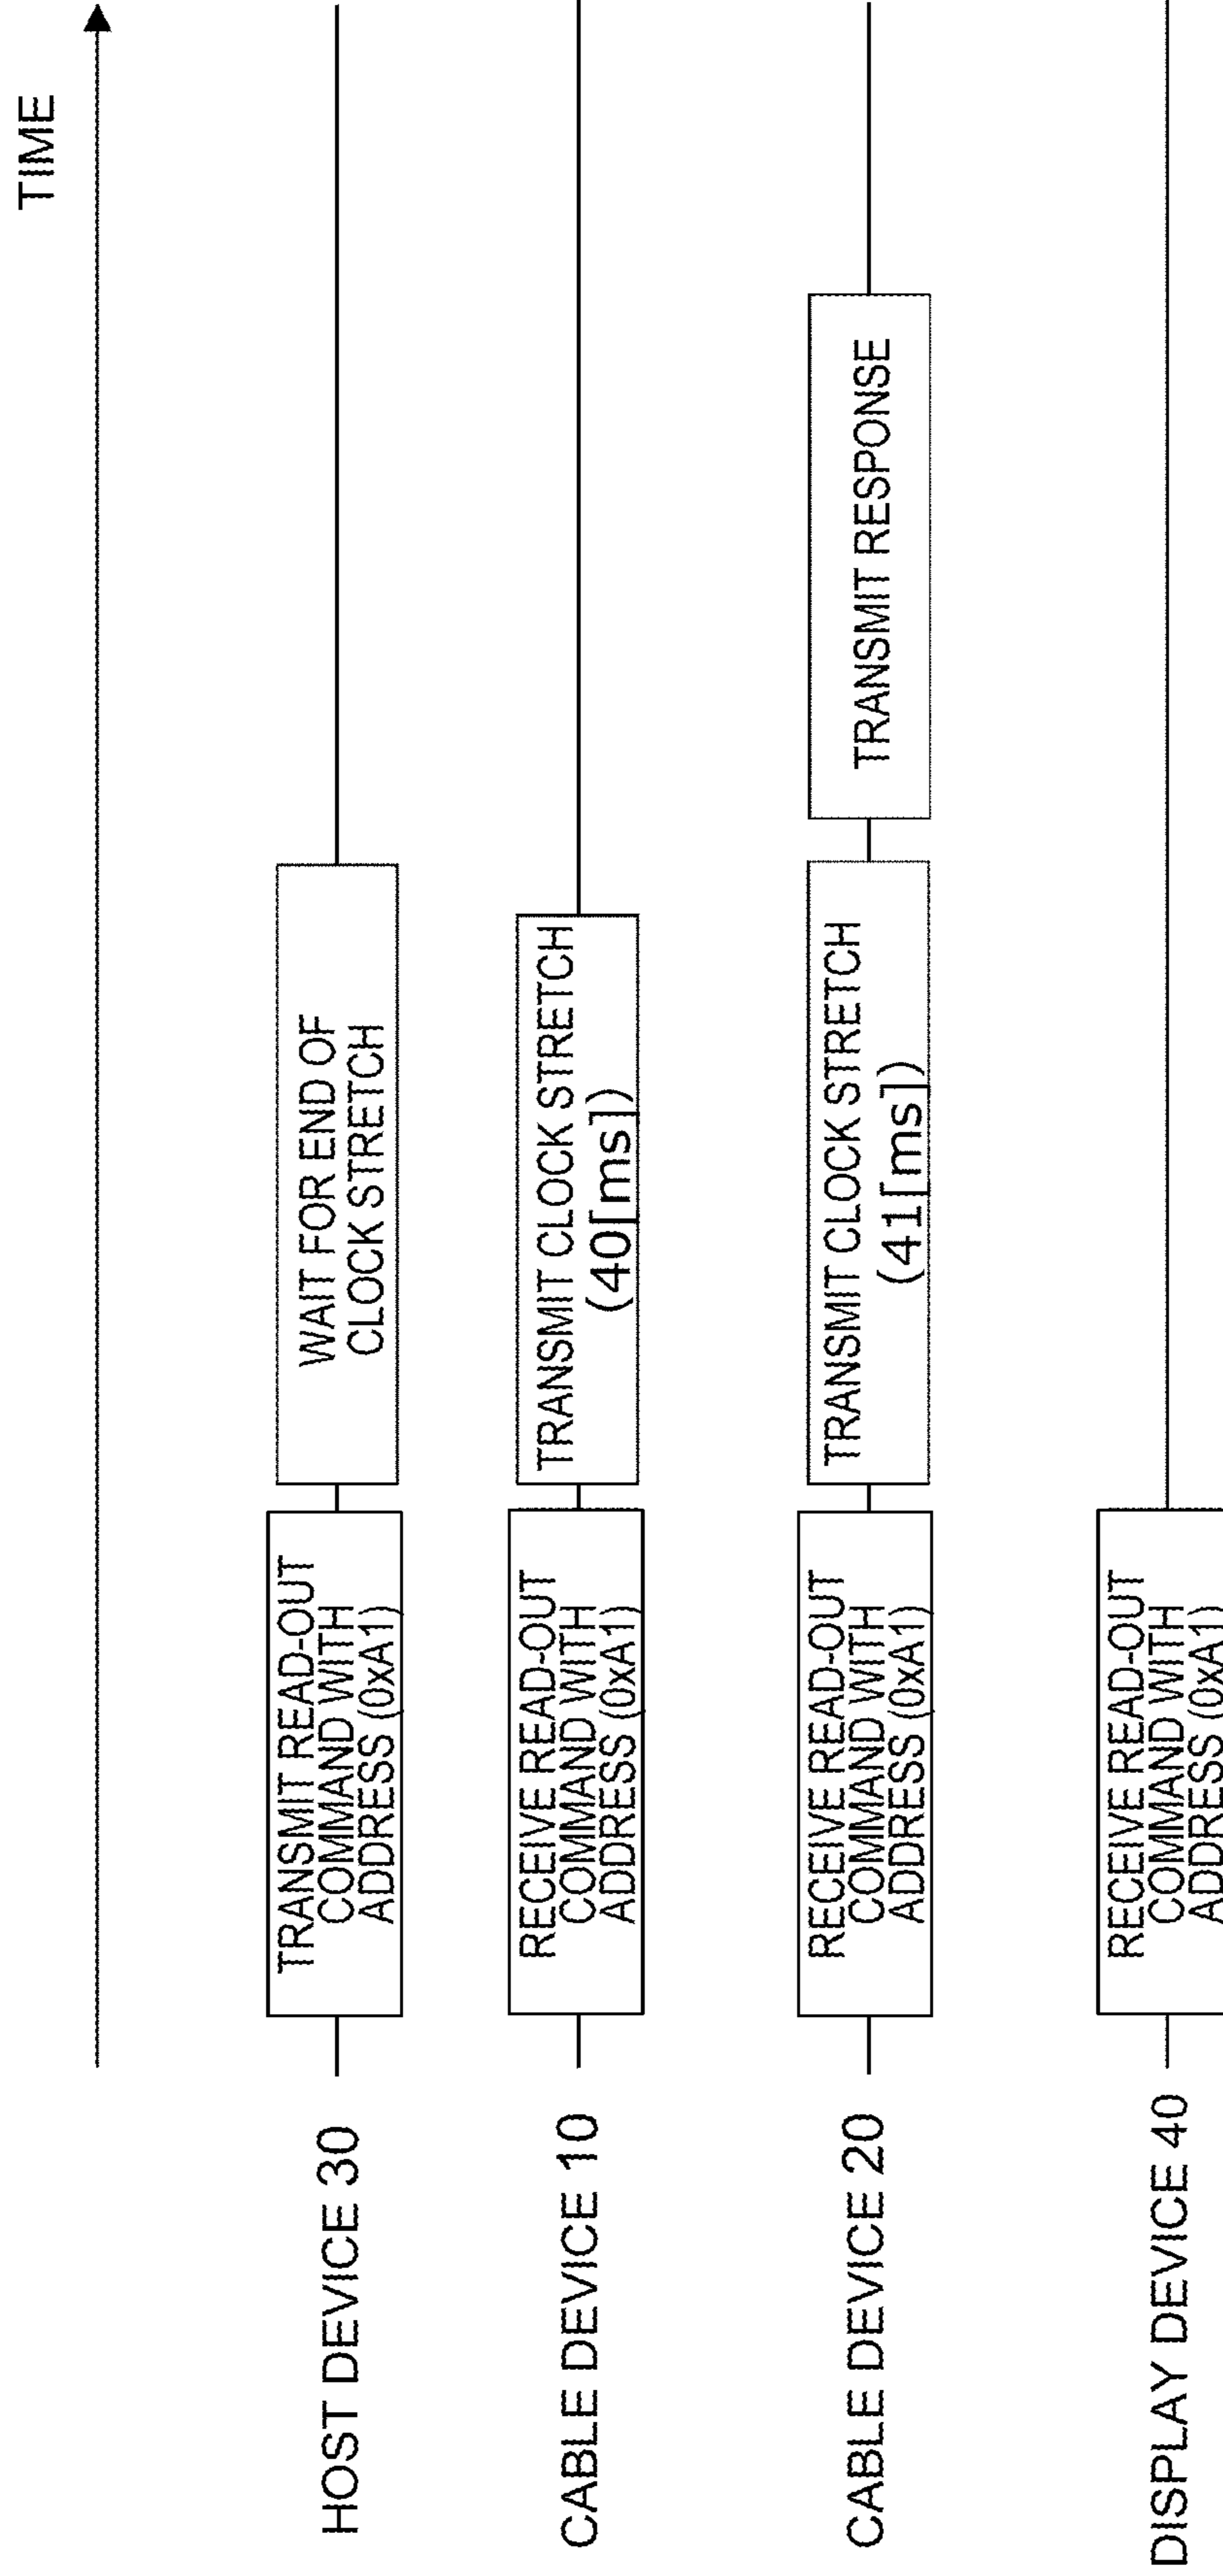 TIME
HOST DEVICE 30
TRANSMIT READ-OUT
COMMAND WITH
ADDRESS (0xA1)
WAIT FOR END OF
CLOCK STRETCH
CABLE DEVICE 10
RECEIVE READ-OUT
COMMAND WITH
ADDRESS (0xA1)
TRANSMIT CLOCK STRETCH
(40[ms])
CABLE DEVICE 20
RECEIVE READ-OUT
COMMAND WITH
ADDRESS (0xA1)
TRANSMIT CLOCK STRETCH
(41[ms])
TRANSMIT RESPONSE
DISPLAY DEVICE 40
RECEIVE READ-OUT
COMMAND WITH
ADDRESS (0xA1)